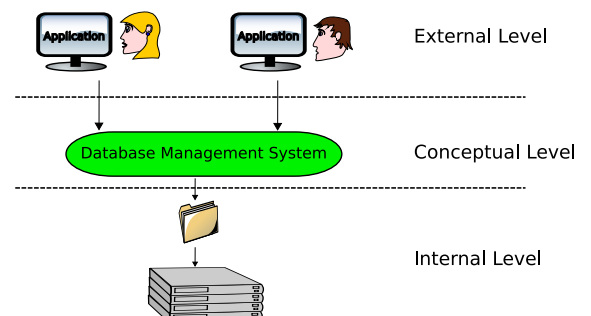 Application
Application
External Level
Database Management System
Conceptual Level
Internal Level